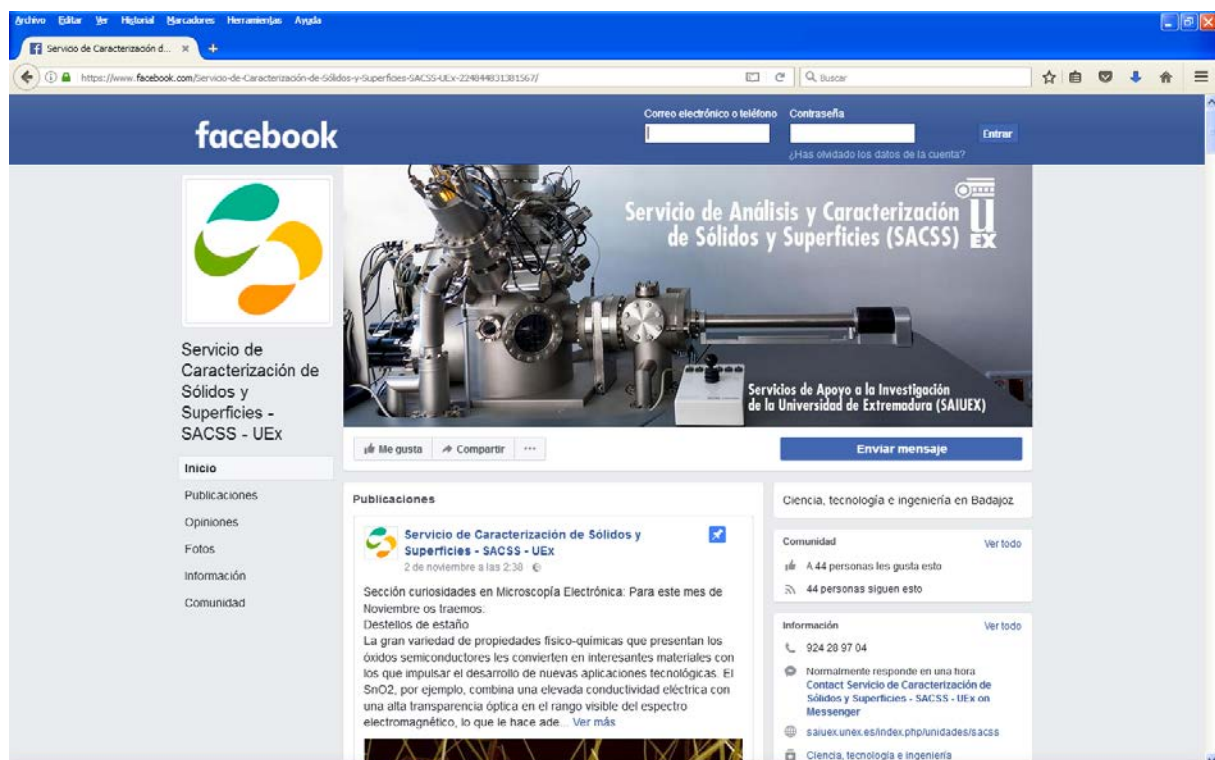 Archivo Editar Ver Historial Marcadores Herramientas Ayuda
Servicio de Caracterización d...
https://www.facebook.com/Servicio-de-Caracterización-de-Sólidos-y-Superficies-SACSS-UEx-224844831381567/
Buscar
facebook
Correo electrónico o teléfono
Contraseña
Entrar
¿Has olvidado los datos de la cuenta?
Servicio de Análisis y Caracterización
de Sólidos y Superficies (SACSS)
UEX
Servicios de Apoyo a la Investigación
de la Universidad de Extremadura (SAIUEX)
Servicio de
Caracterización de
Sólidos y
Superficies -
SACSS - UEx
Inicio
Publicaciones
Opiniones
Fotos
Información
Comunidad
Me gusta
Compartir
Enviar mensaje
Publicaciones
Servicio de Caracterización de Sólidos y
Superficies - SACSS - UEx
2 de noviembre a las 2:38
Sección curiosidades en Microscopía Electrónica: Para este mes de
Noviembre os traemos:
Destellos de estaño
La gran variedad de propiedades físico-químicas que presentan los
óxidos semiconductores les convierten en interesantes materiales con
los que impulsar el desarrollo de nuevas aplicaciones tecnológicas. El
SnO2, por ejemplo, combina una elevada conductividad eléctrica con
una alta transparencia óptica en el rango visible del espectro
electromagnético, lo que le hace ade... Ver más
Ciencia, tecnología e ingeniería en Badajoz
Comunidad
Ver todo
A 44 personas les gusta esto
44 personas siguen esto
Información
Ver todo
924 28 97 04
Normalmente responde en una hora
Contact Servicio de Caracterización de
Sólidos y Superficies - SACSS - UEx on
Messenger
saiuex.unex.es/index.php/unidades/sacss
Ciencia, tecnología e ingeniería